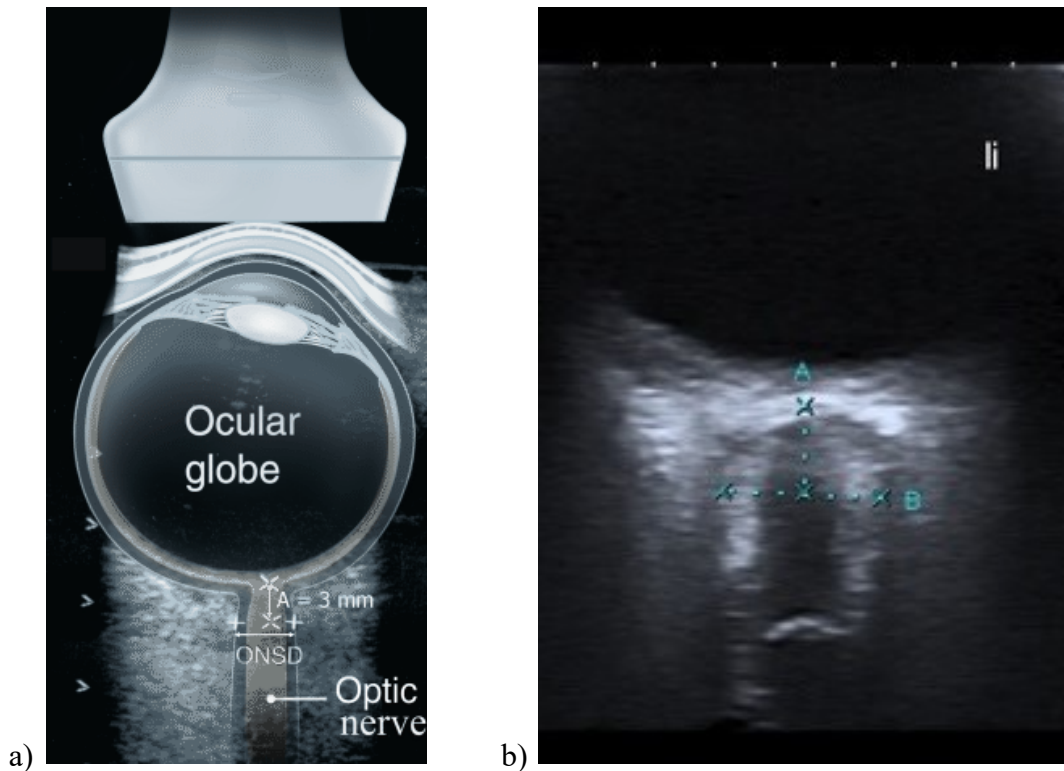 Ocular
globe
A = 3 mm
ONSD
Optic
nerve
a)
li
A
B
b)